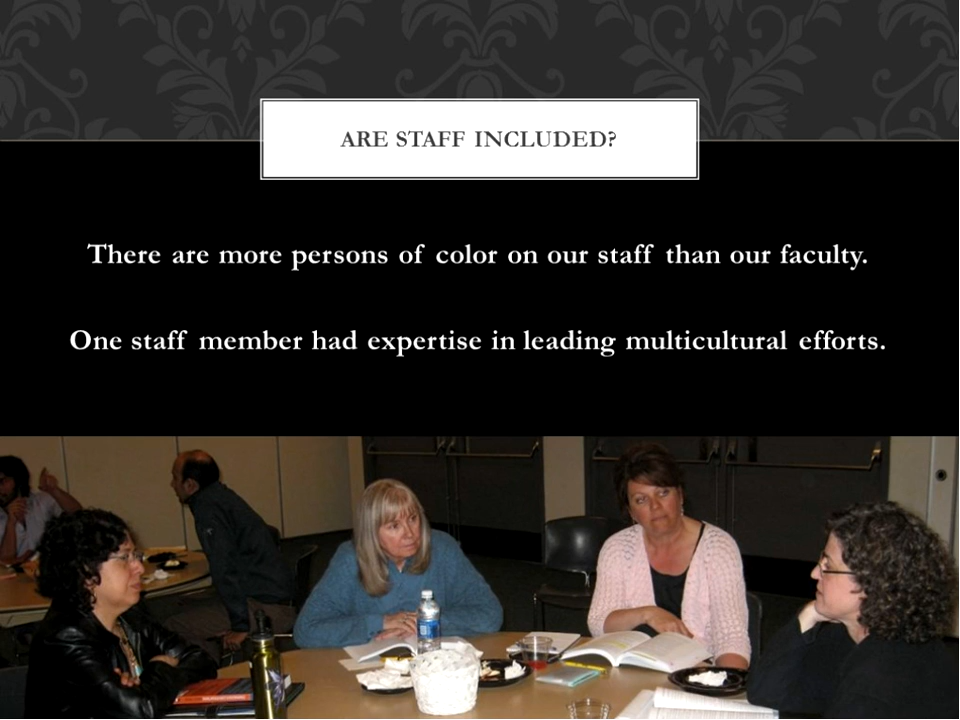 ARE STAFF INCLUDED?
There are more persons of color on our staff than our faculty.
One staff member had expertise in leading multicultural efforts.